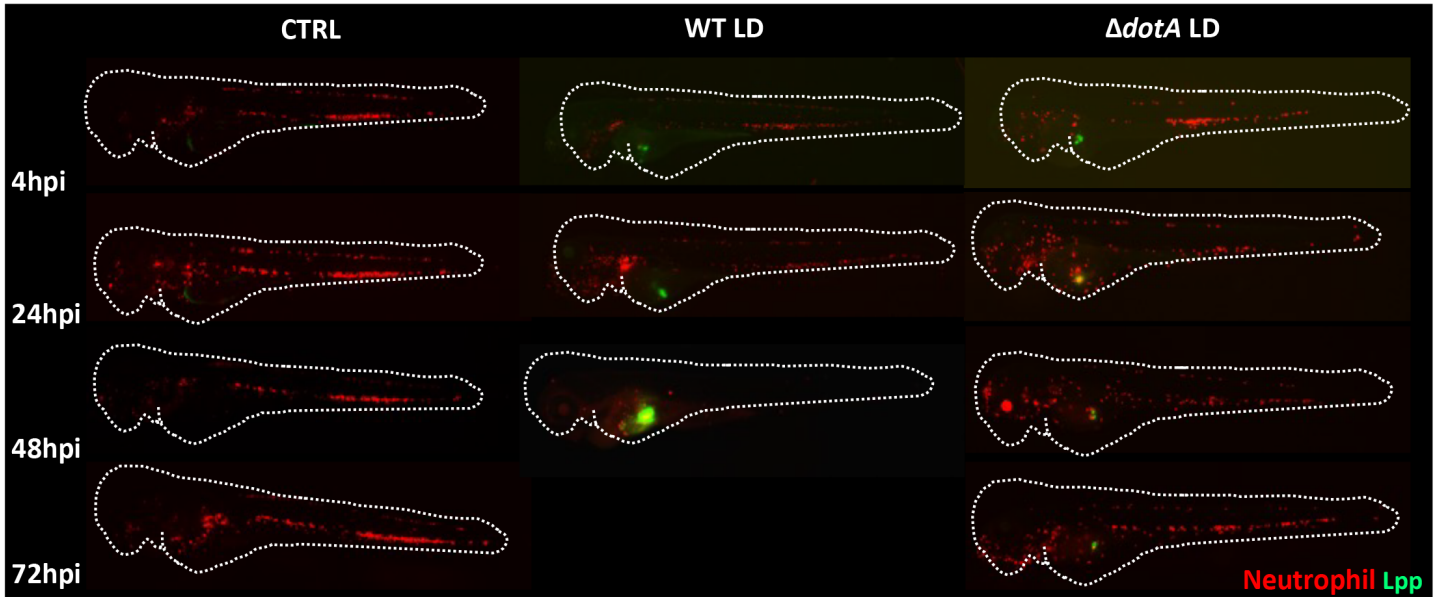 CTRL WT LD ΔdotA LD
4hpi
24hpi
48hpi
72hpi
Neutrophil Lpp